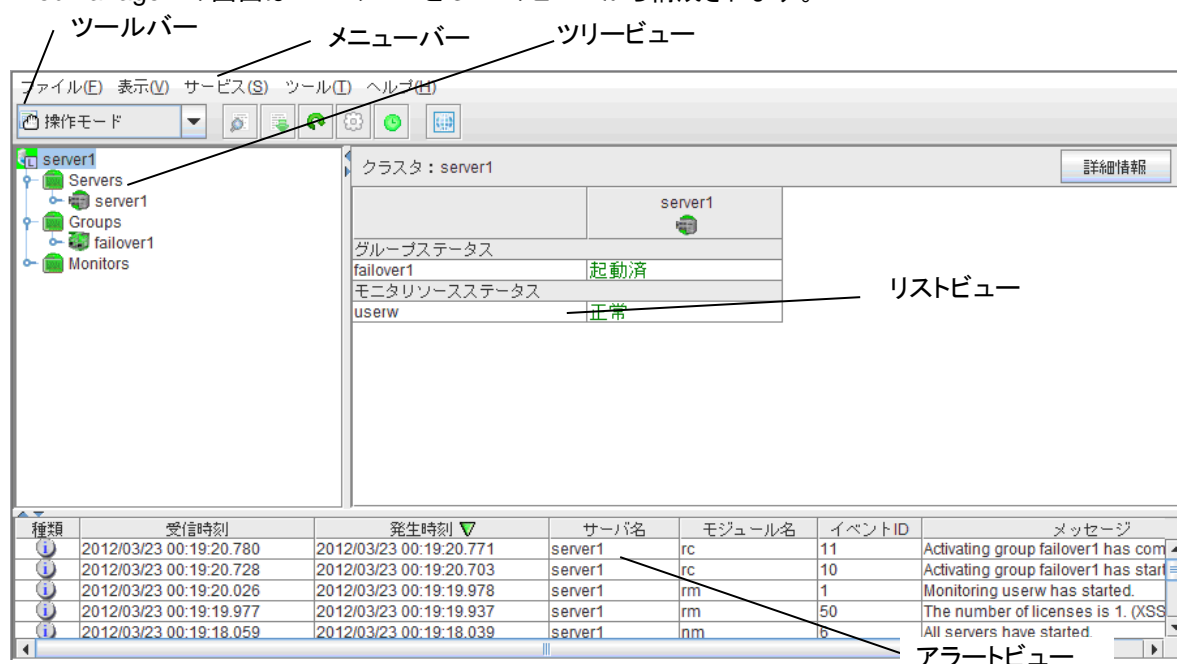 ツールバー
メニューバー
ツリービュー
ファイル(F) 表示(V) サービス(S) ツール(T) ヘルプ(H)
操作モード
server1
Servers
server1
Groups
failover1
Monitors
クラスタ：server1
詳細情報
server1
グループステータス
failover1 起動済
モニタリソースステータス
userw 正常
リストビュー
種類 受信時刻 発生時刻 サーバ名 モジュール名 イベントID メッセージ
2012/03/23 00:19:20.780 2012/03/23 00:19:20.771 server1 rc 11 Activating group failover1 has com
2012/03/23 00:19:20.728 2012/03/23 00:19:20.703 server1 rc 10 Activating group failover1 has start
2012/03/23 00:19:20.026 2012/03/23 00:19:19.978 server1 rm 1 Monitoring userw has started.
2012/03/23 00:19:19.977 2012/03/23 00:19:19.937 server1 rm 50 The number of licenses is 1. (XSS
2012/03/23 00:19:18.059 2012/03/23 00:19:18.039 server1 nm 6 All servers have started.
アラートビュー